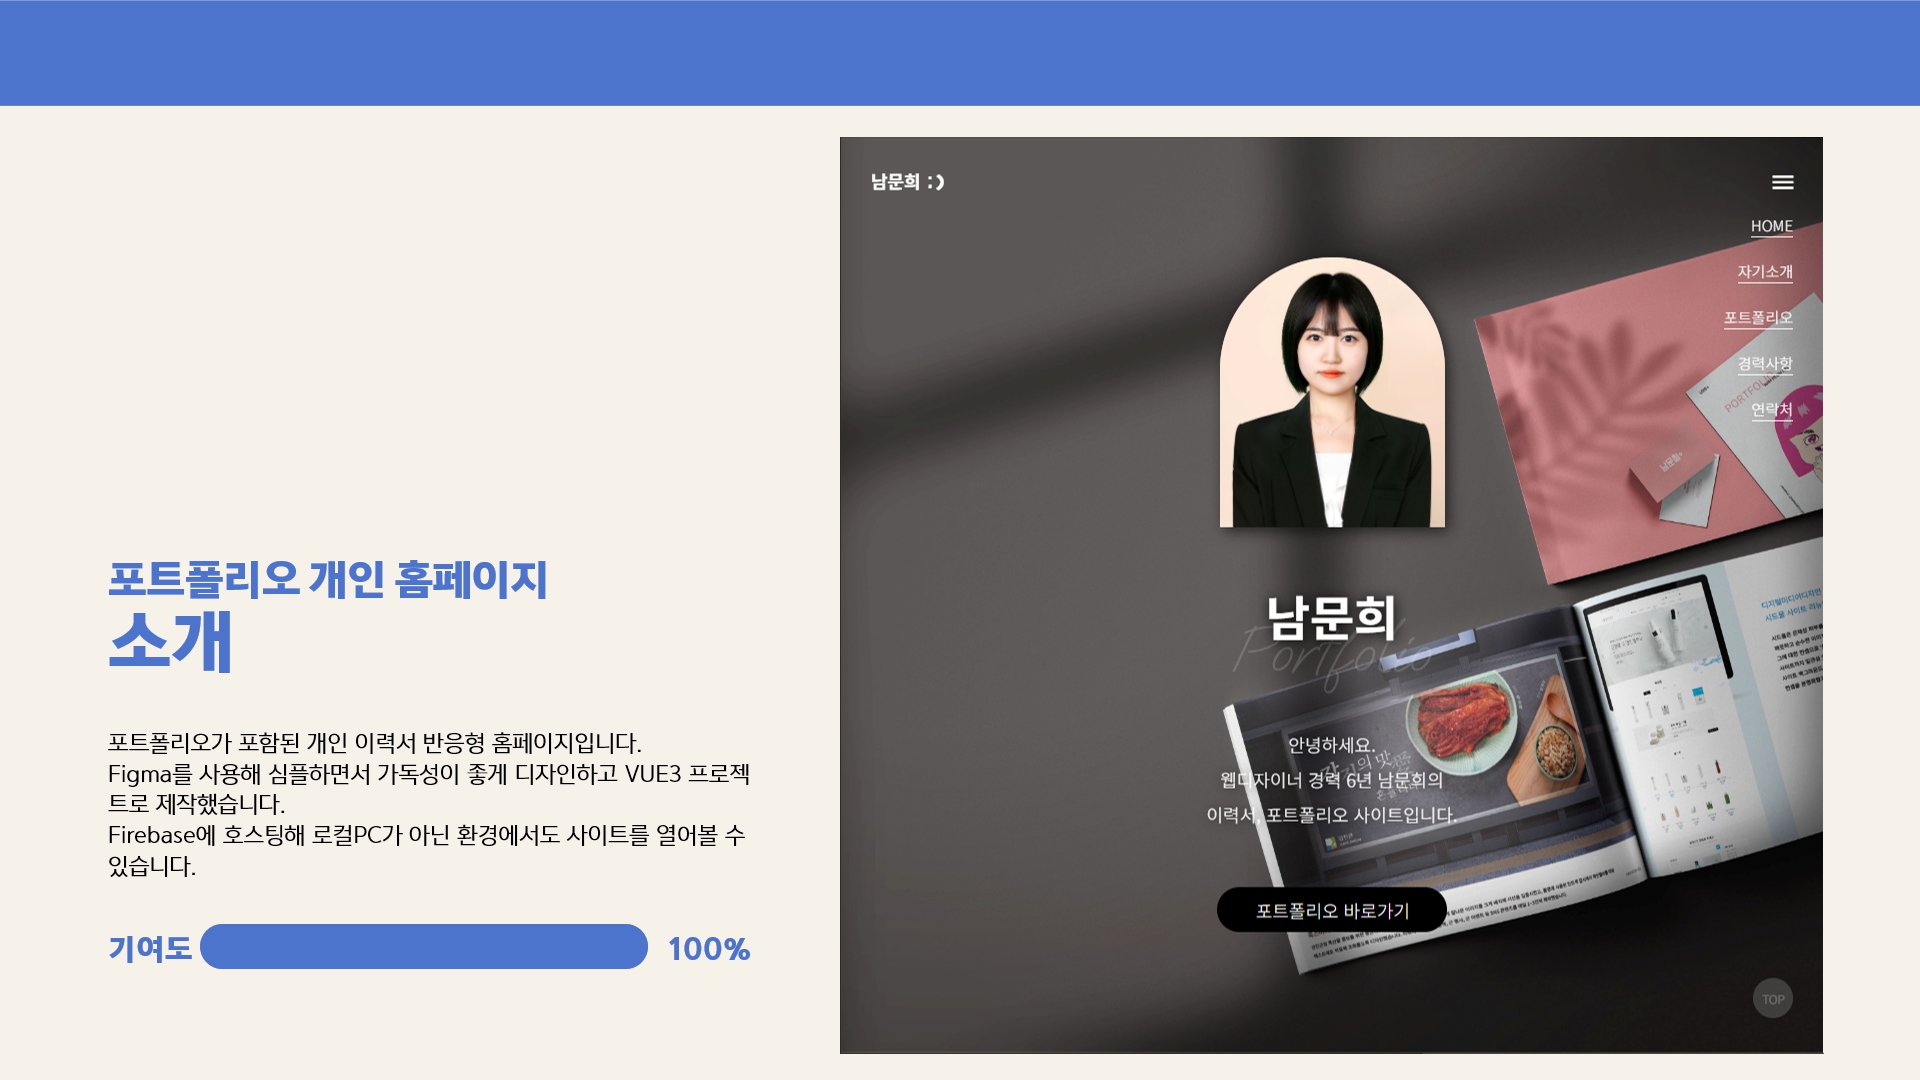 포트폴리오 개인 홈페이지
소개
포트폴리오가 포함된 개인 이력서 반응형 홈페이지입니다.
Figma를 사용해 심플하면서 가독성이 좋게 디자인하고 VUE3 프로젝
트로 제작했습니다.
Firebase에 호스팅해 로컬PC가 아닌 환경에서도 사이트를 열어볼 수
있습니다.
기여도 100%
남문희 :)
HOME
자기소개
포트폴리오
경력사항
연락처
남문희
Portfolio
안녕하세요.
웹디자이너 경력 6년 남문희의
이력서, 포트폴리오 사이트입니다.
포트폴리오 바로가기
TOP